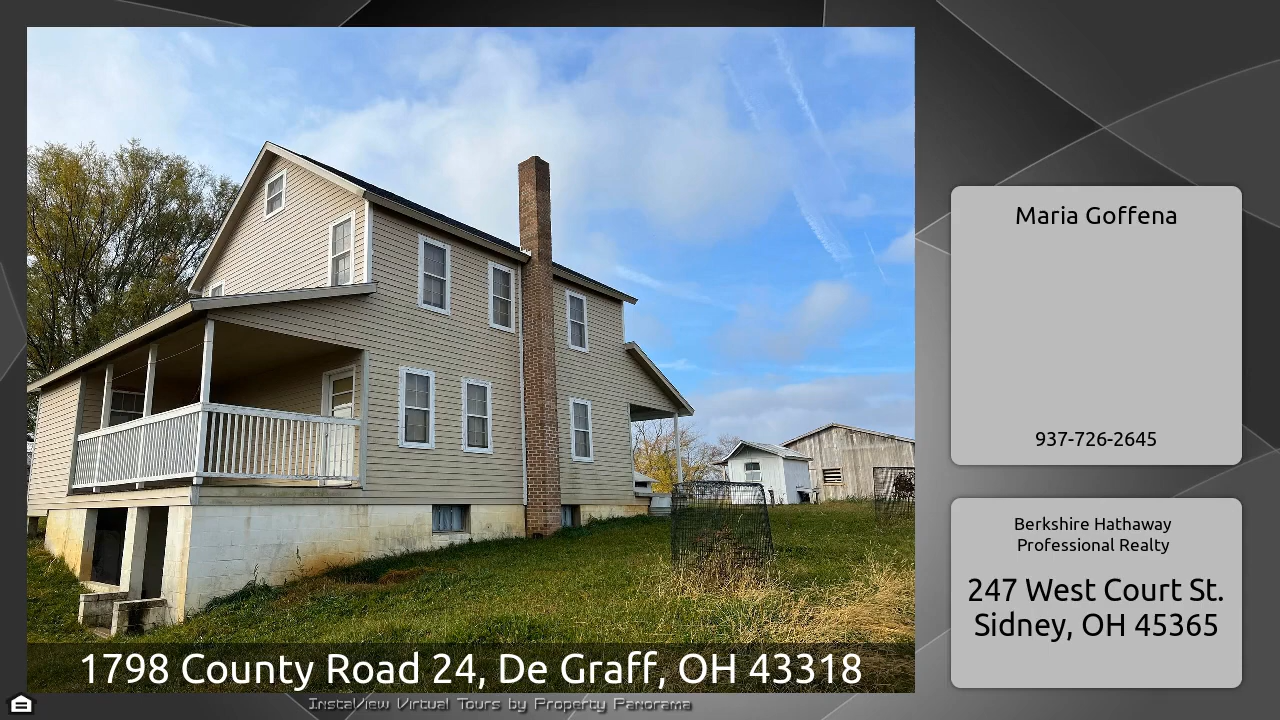 Maria Goffena
937-726-2645
Berkshire Hathaway
Professional Realty
247 West Court St.
Sidney, OH 45365
1798 County Road 24, De Graff, OH 43318
InstaView Virtual Tours by Property Panorama